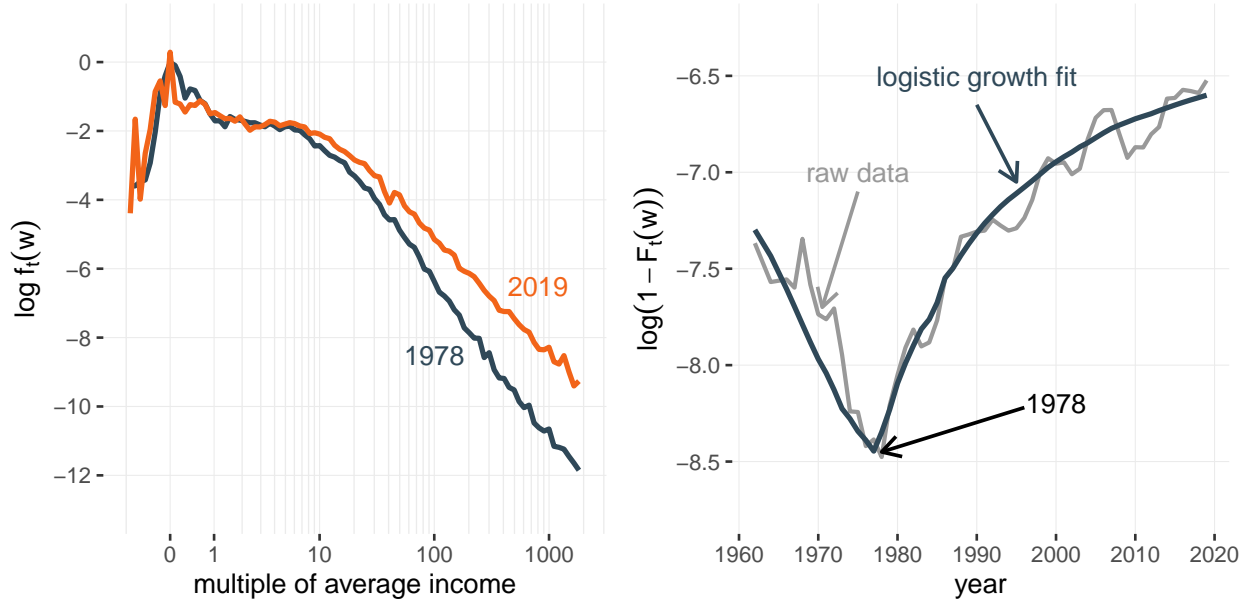 0
−2
−4
−6
−8
−10
−12
log f_t(w)
2019
1978
0 1 10 100 1000
multiple of average income
−6.5
−7.0
−7.5
−8.0
−8.5
log(1 − F_t(w))
logistic growth fit
raw data
1978
1960 1970 1980 1990 2000 2010 2020
year